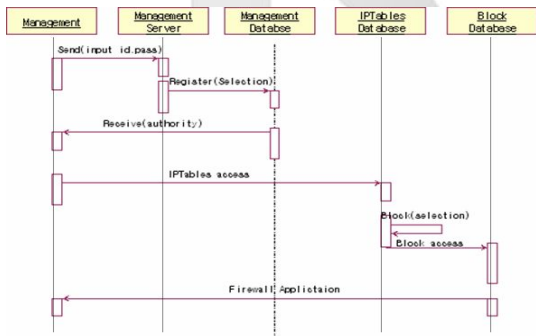 Management
Management
Server
Management
Databse
IPTables
Database
Block
Database
Send(input id.pass)
Register(Selection)
Receive(authority)
IPTables access
Block(selection)
Block access
Firewall Applictaion